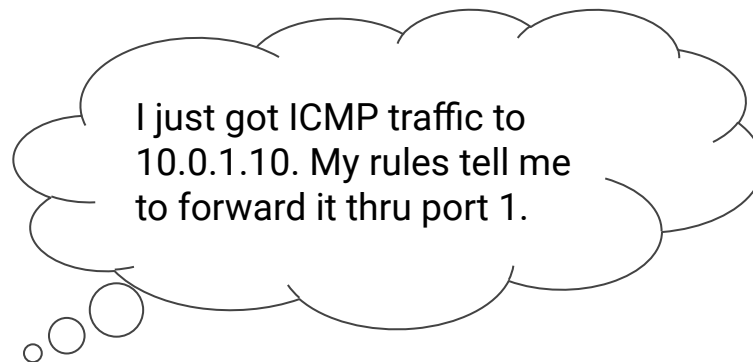 I just got ICMP traffic to
10.0.1.10. My rules tell me
to forward it thru port 1.